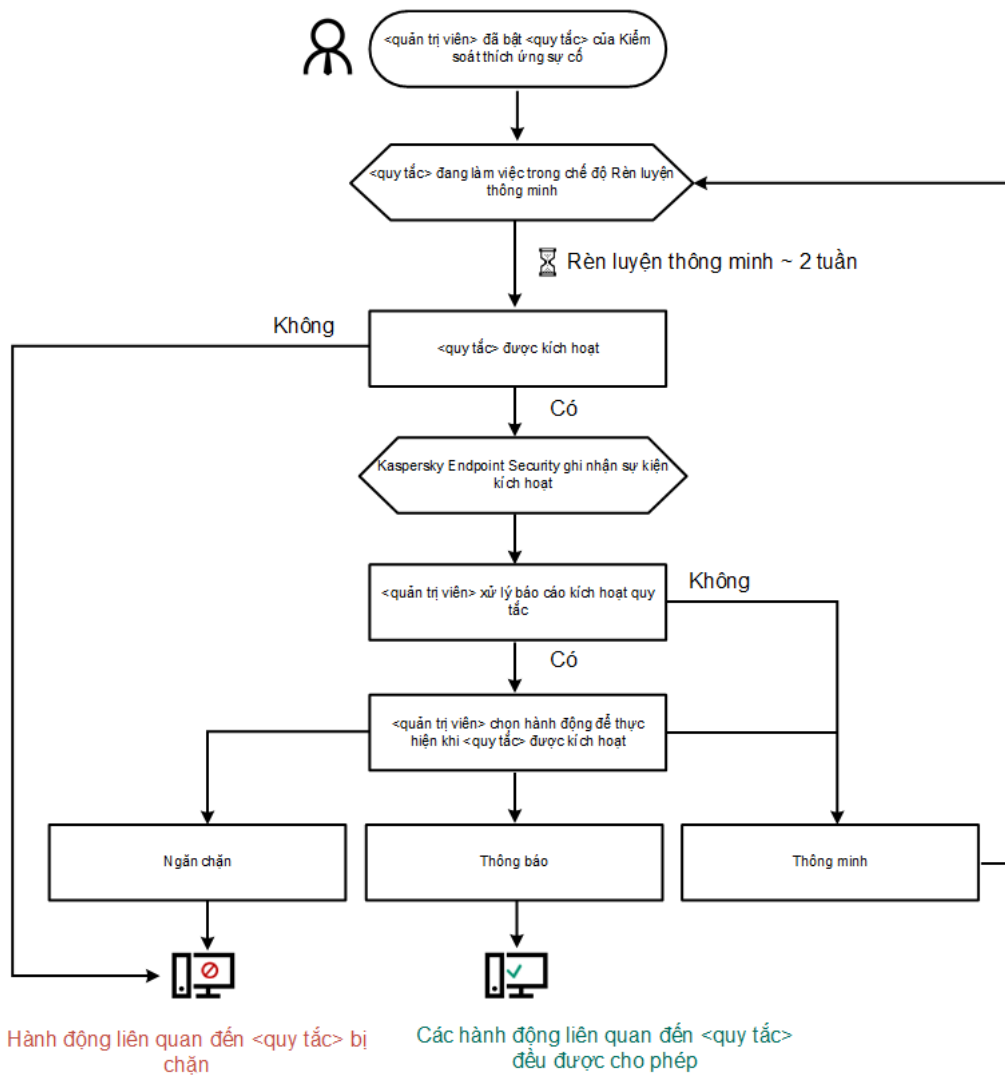 <quản trị viên> đã bật <quy tắc> của Kiểm
soát thích ứng sự cố
<quy tắc> đang làm việc trong chế độ Rèn luyện
thông minh
Rèn luyện thông minh ~ 2 tuần
Không
<quy tắc> được kích hoạt
Có
Kaspersky Endpoint Security ghi nhận sự kiện
kích hoạt
<quản trị viên> xử lý báo cáo kích hoạt quy
tắc
Không
Có
<quản trị viên> chọn hành động để thực
hiện khi <quy tắc> được kích hoạt
Ngăn chặn
Thông báo
Thông minh
Hành động liên quan đến <quy tắc> bị
chặn
Các hành động liên quan đến <quy tắc>
đều được cho phép